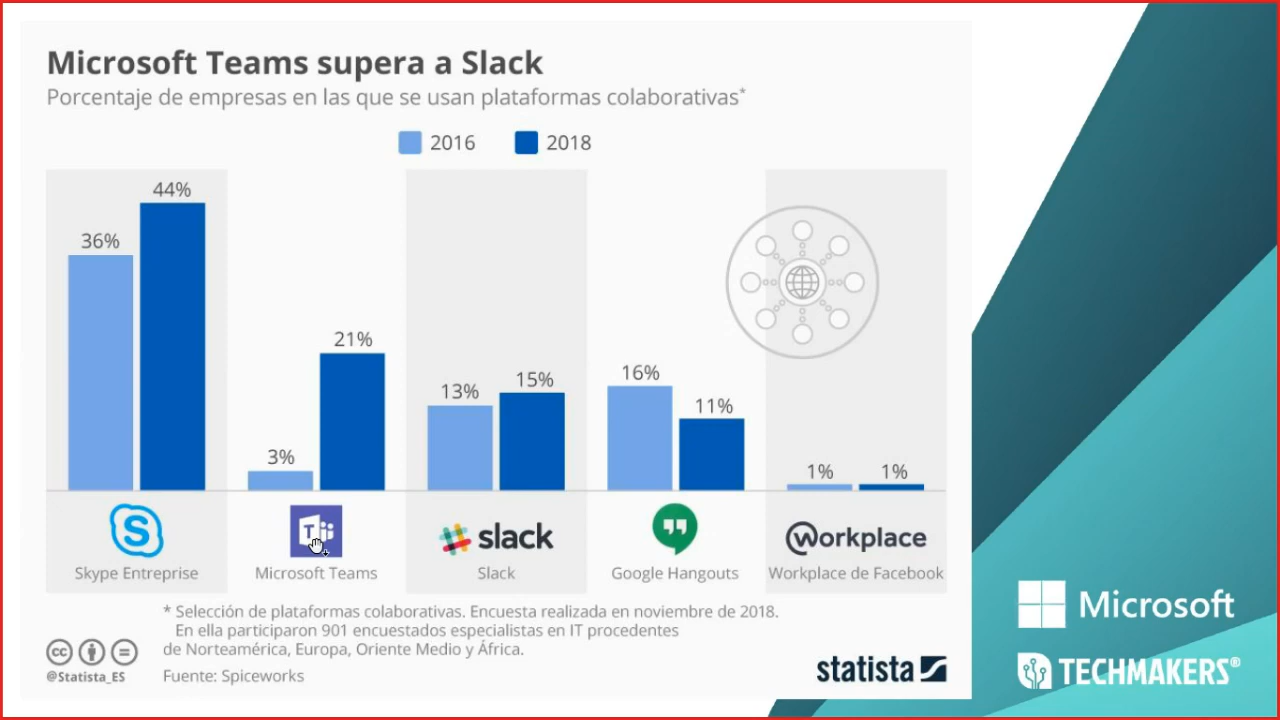 Microsoft Teams supera a Slack
Porcentaje de empresas en las que se usan plataformas colaborativas*
2016 2018
36% 44%
3% 21%
13% 15%
16% 11%
1% 1%
slack
Workplace
Skype Entreprise
Microsoft Teams
Slack
Google Hangouts
Workplace de Facebook
* Selección de plataformas colaborativas. Encuesta realizada en noviembre de 2018.
En ella participaron 901 encuestados especialistas en IT procedentes
de Norteamérica, Europa, Oriente Medio y África.
@Statista_ES
Fuente: Spiceworks
statista
Microsoft
TECHMAKERS®